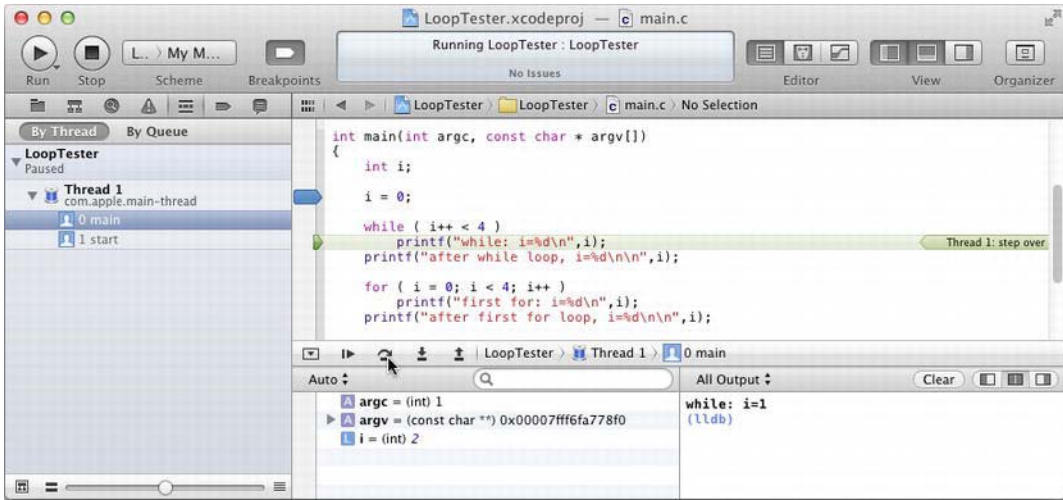 LoopTester.xcodeproj — main.c
L... My M...
Running LoopTester : LoopTester
No Issues
Run Stop Scheme Breakpoints Editor View Organizer
LoopTester LoopTester main.c No Selection
By Thread By Queue
LoopTester
Paused
Thread 1
com.apple.main-thread
0 main
1 start
int main(int argc, const char * argv[])
{
int i;
i = 0;
while ( i++ < 4 )
printf("while: i=%d\n",i);
Thread 1: step over
printf("after while loop, i=%d\n\n",i);
for ( i = 0; i < 4; i++ )
printf("first for: i=%d\n",i);
printf("after first for loop, i=%d\n\n",i);
LoopTester Thread 1 0 main
Auto
All Output Clear
A argc = (int) 1
A argv = (const char **) 0x00007fff6fa778f0
L i = (int) 2
while: i=1
(lldb)